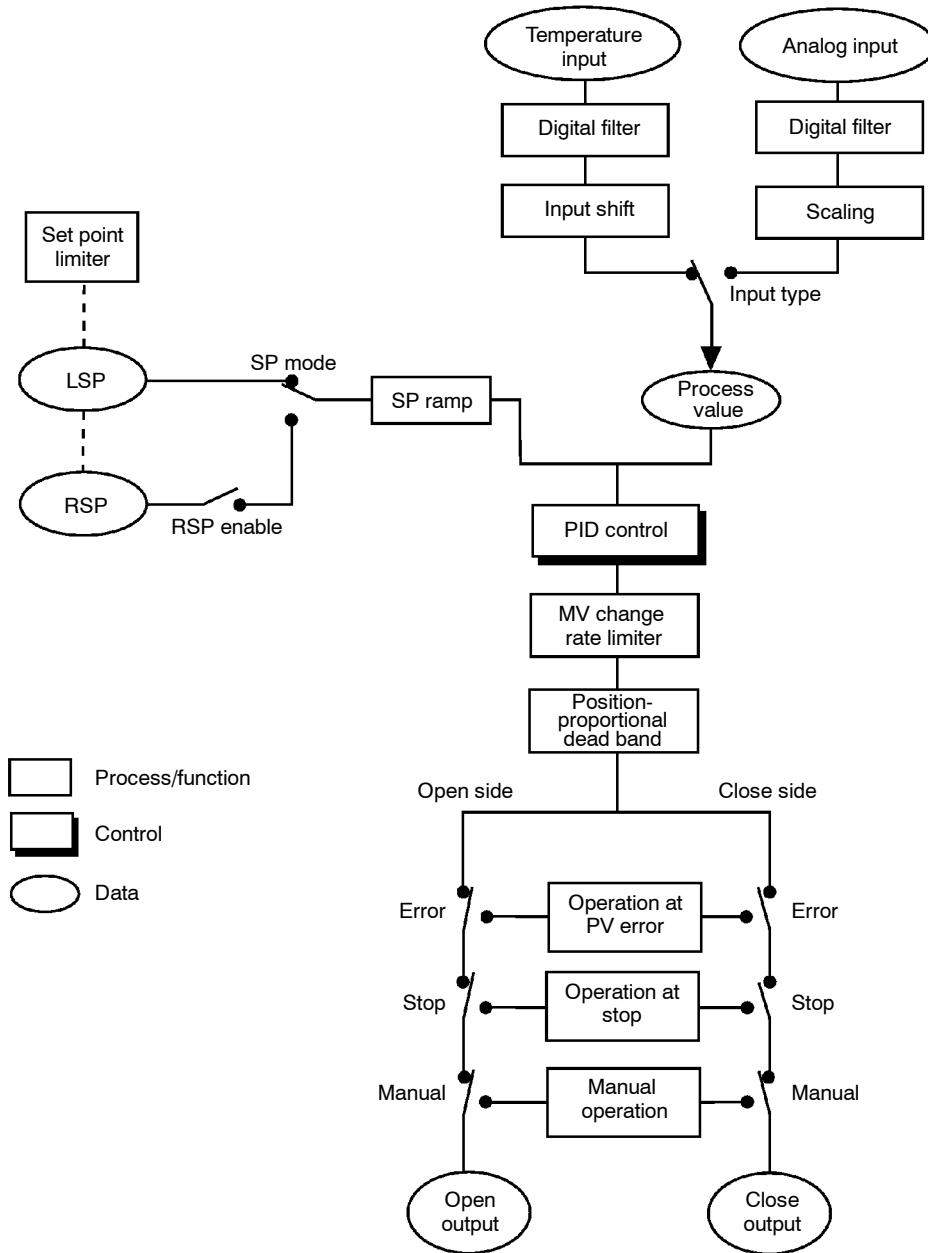 Temperature
input
Analog input
Digital filter
Digital filter
Input shift
Scaling
Set point
limiter
Input type
SP mode
LSP
SP ramp
Process
value
RSP
RSP enable
PID control
MV change
rate limiter
Position-
proportional
dead band
Process/function
Control
Data
Open side
Close side
Error
Operation at
PV error
Error
Stop
Operation at
stop
Stop
Manual
Manual
operation
Manual
Open
output
Close
output